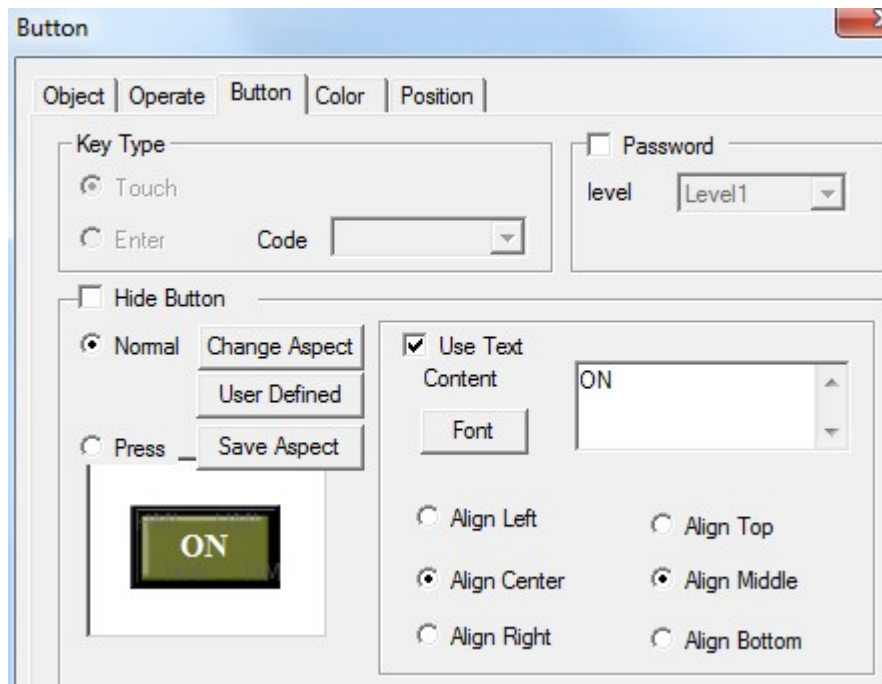 Button
Object Operate Button Color Position
Key Type
Password
Touch
level Level1
Enter Code
Hide Button
Normal Change Aspect
Use Text
Content ON
User Defined
Font
Press Save Aspect
Align Left Align Top
ON
Align Center Align Middle
Align Right Align Bottom